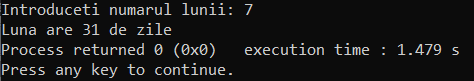 Introduceti numarul lunii: 7
Luna are 31 de zile
Process returned 0 (0x0)   execution time : 1.479 s
Press any key to continue.